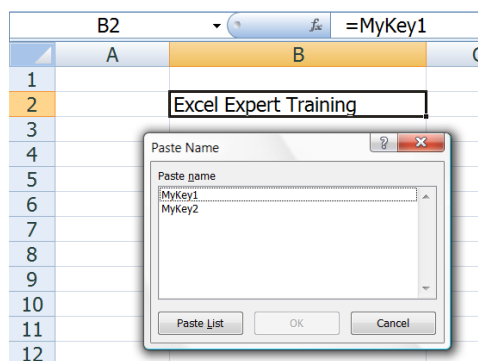 B2 fx =MyKey1
A B C
1
2 Excel Expert Training
3
4
5
6
7
8
9
10
11
12
Paste Name ?
Paste name
MyKey1
MyKey2
Paste List OK Cancel